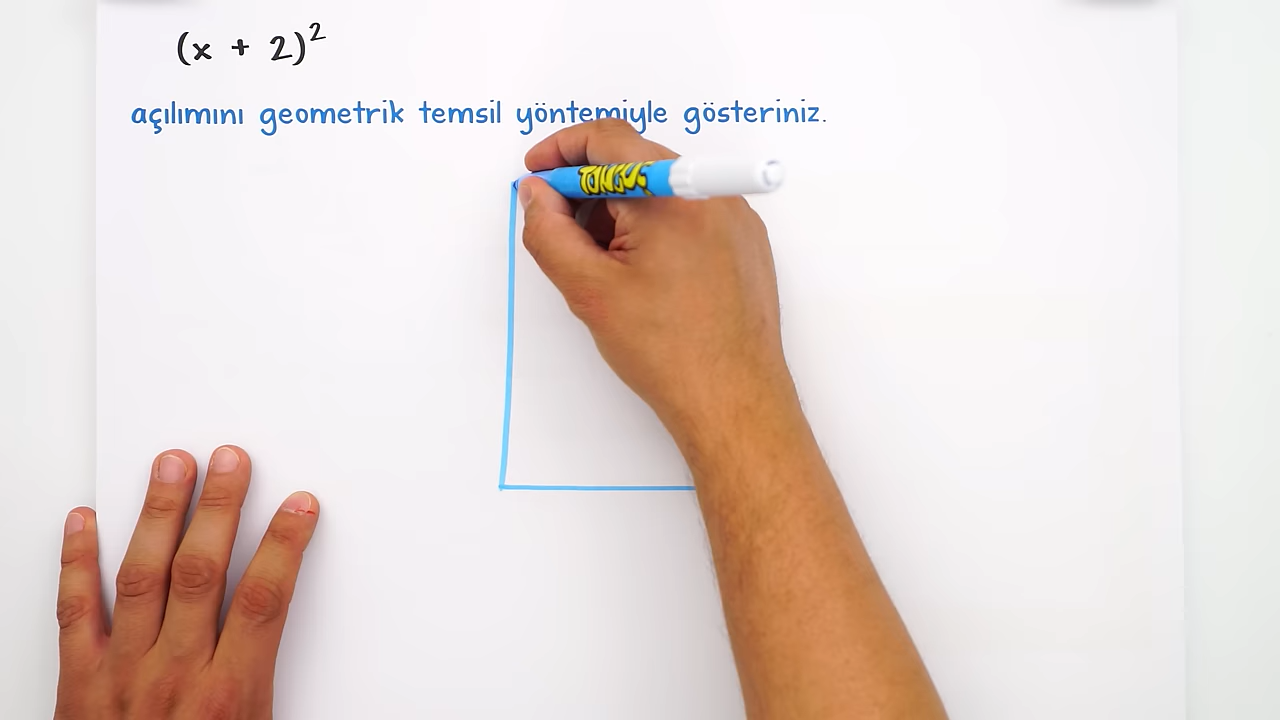 (x + 2)²
açılımını geometrik temsil yöntemiyle gösteriniz.